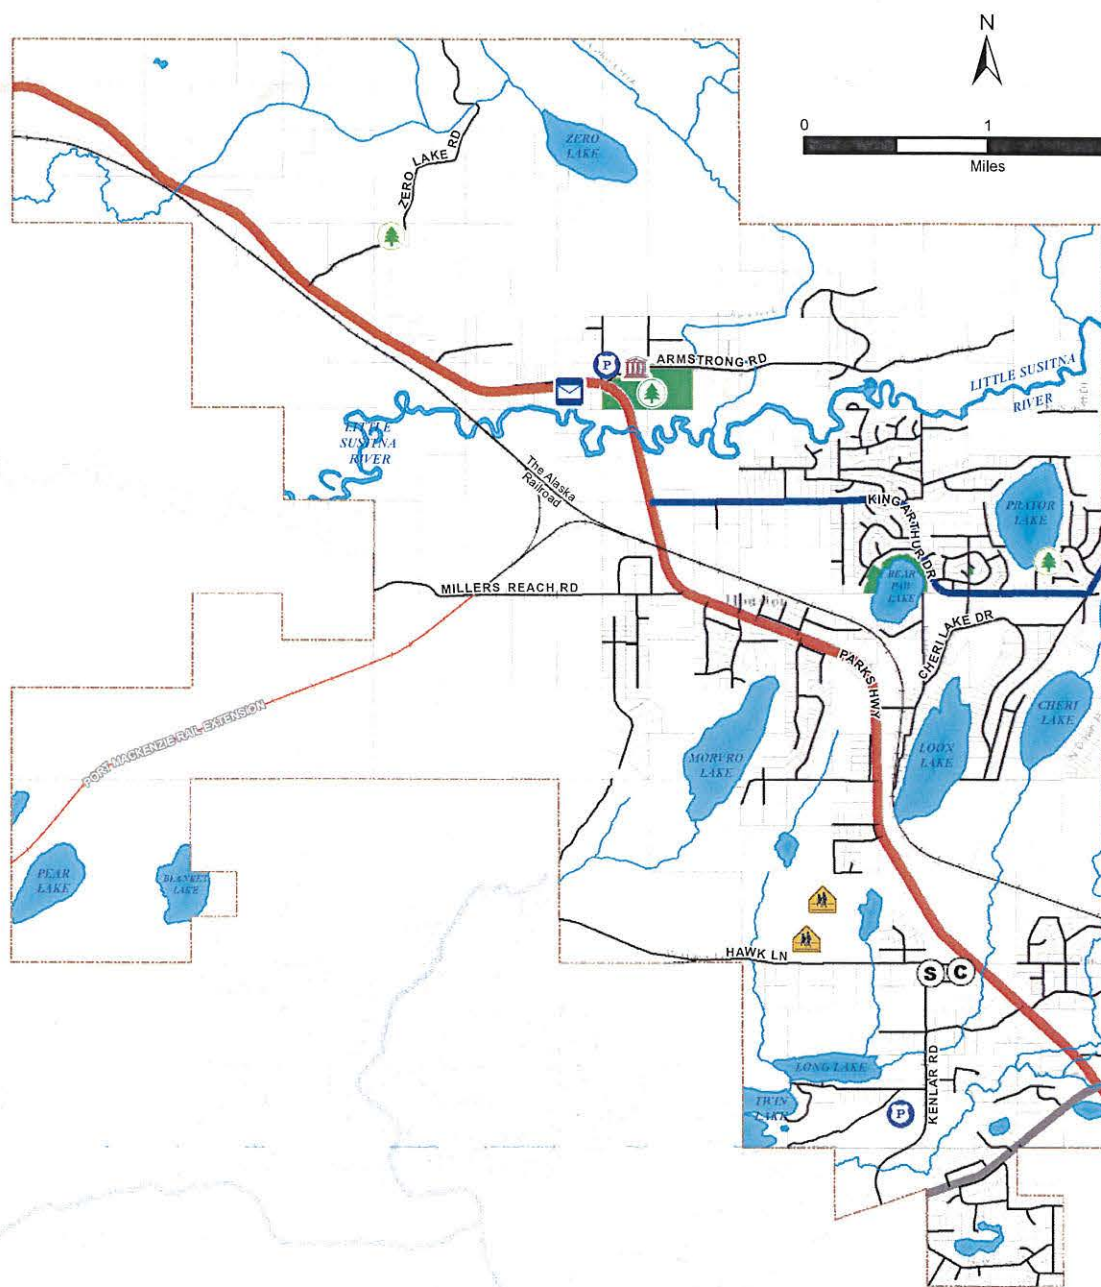 N
0
1
Miles
ZERO
LAKE
ZERO LAKE RD
P
ARMSTRONG RD
LITTLE SUSITNA
RIVER
LITTLE
SUSITNA
RIVER
The Alaska
Railroad
KING ARTHUR DR
PRATOR
LAKE
BEAR
PAW
LAKE
MILLERS REACH RD
CHERI LAKE DR
PARKS HWY
PORT MACKENZIE RAIL EXTENSION
MORVRO
LAKE
LOON
LAKE
CHERI
LAKE
PEAR
LAKE
BLANKET
LAKE
HAWK LN
S
C
LONG LAKE
TWIN
LAKE
KENLAR RD
P